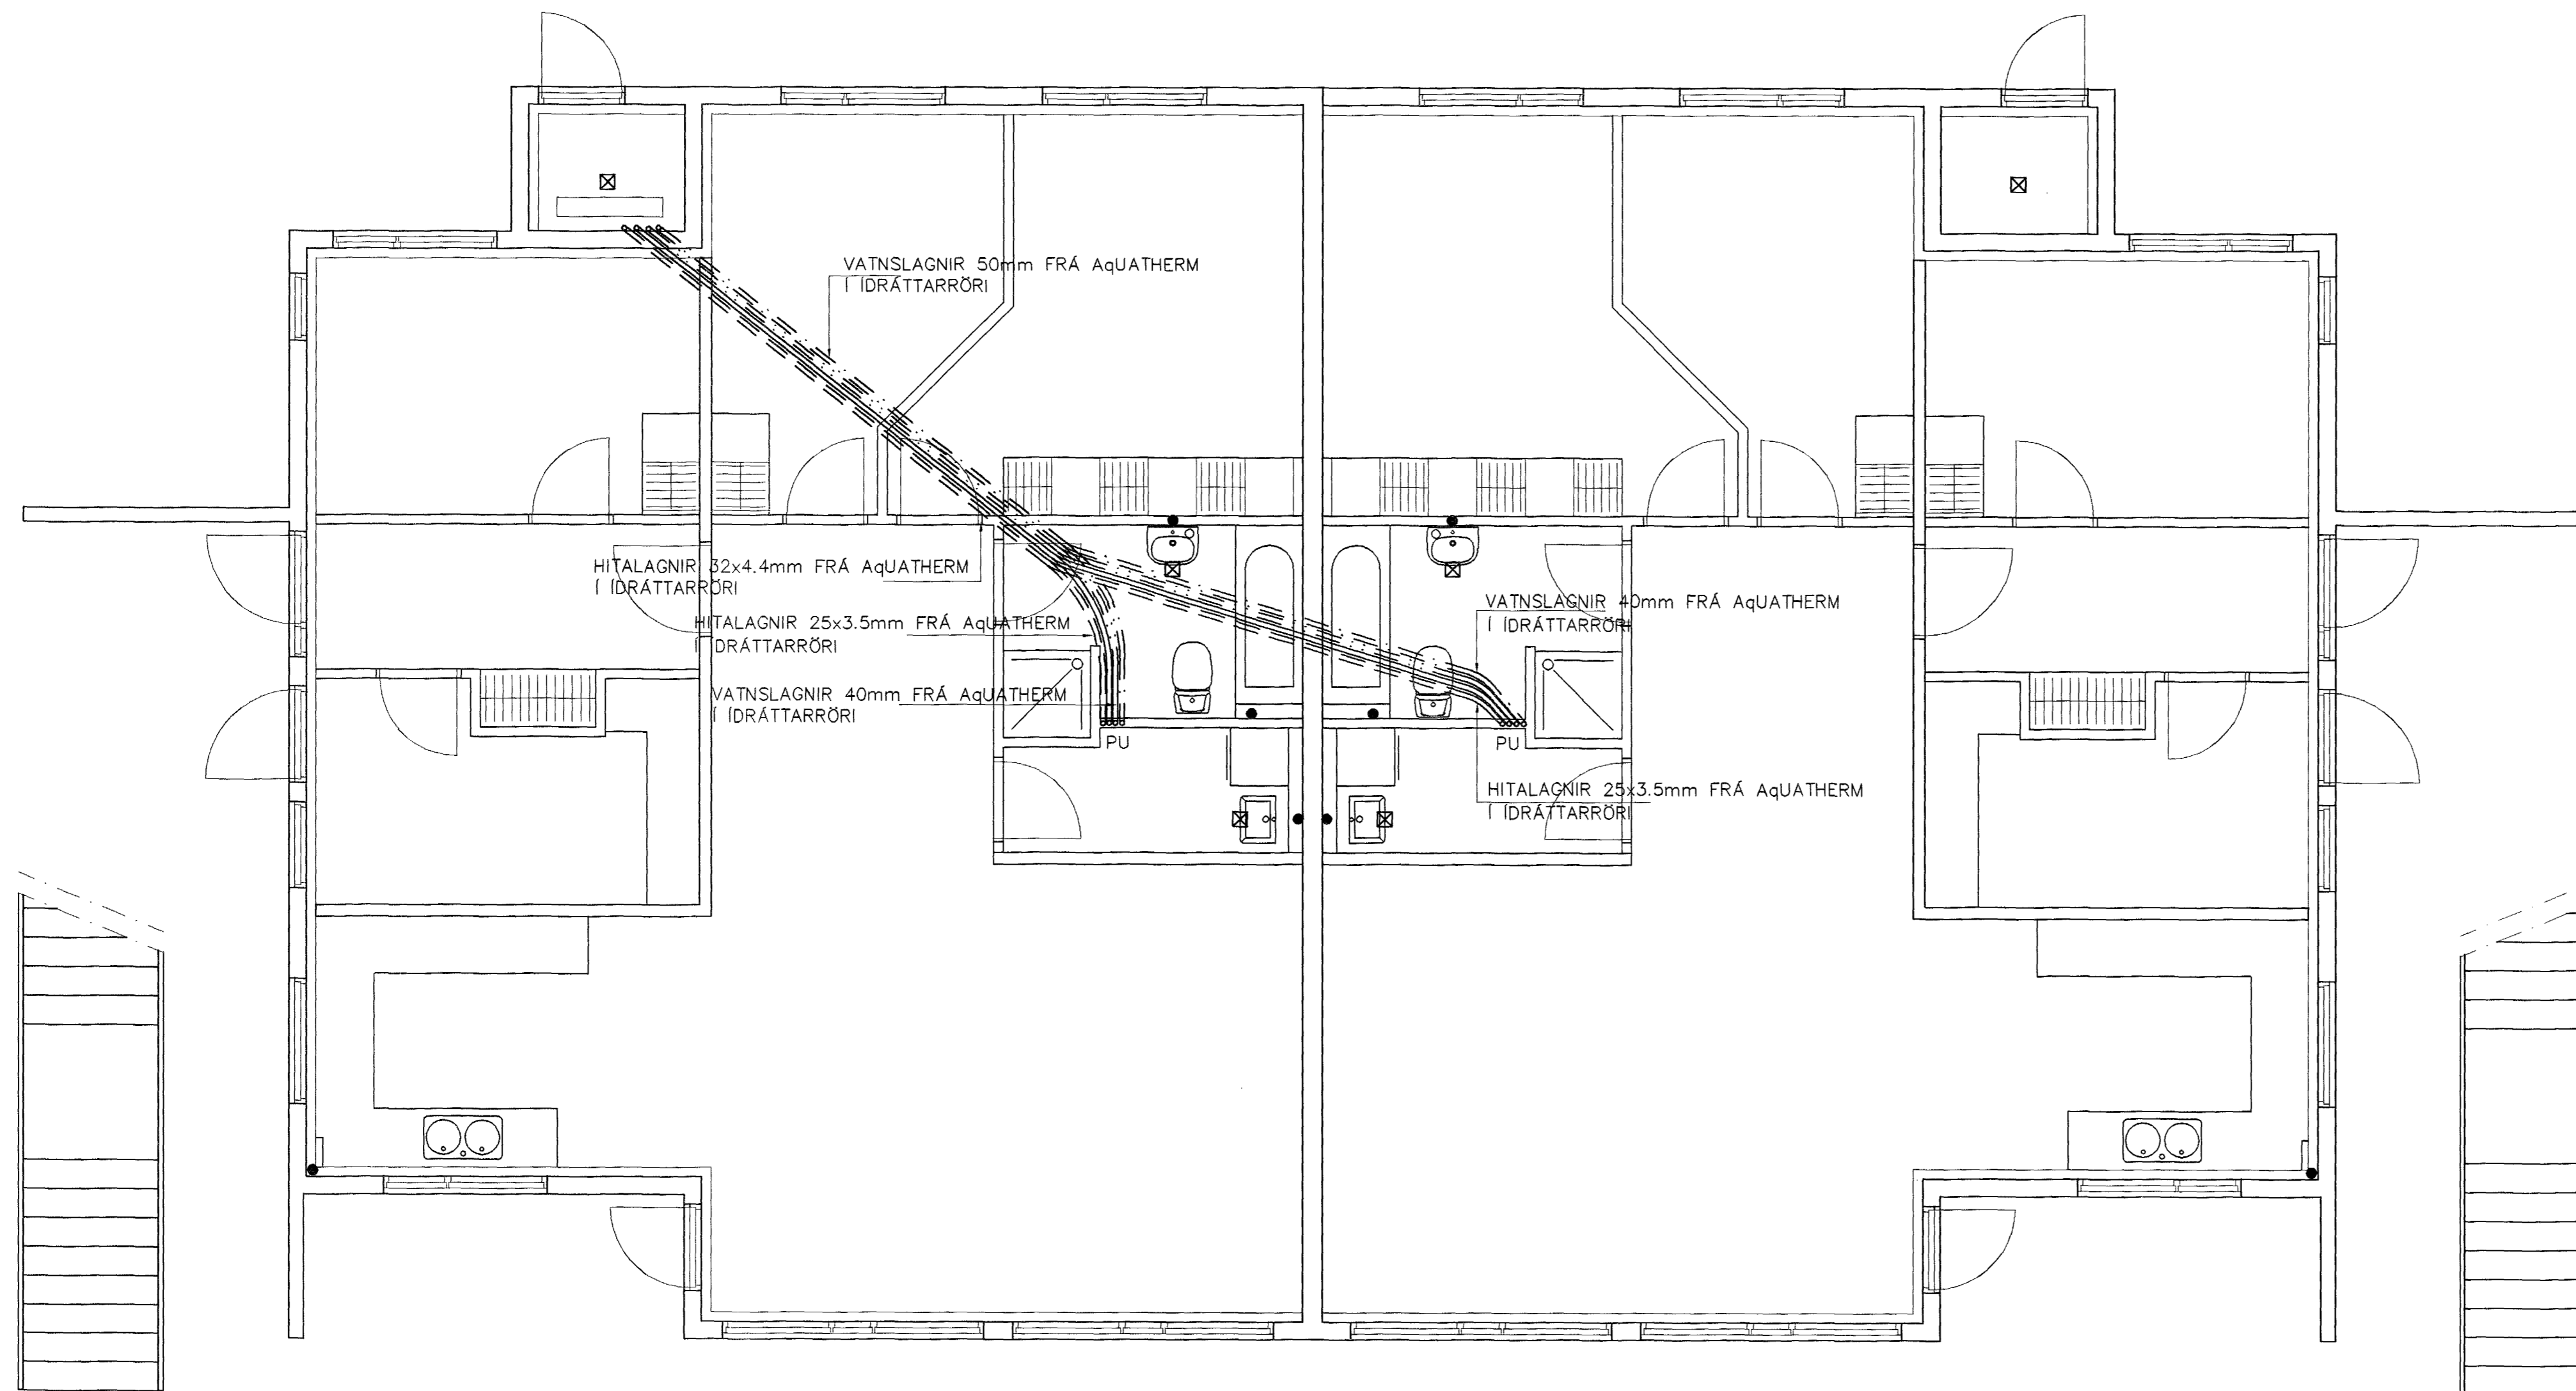 VATNSLAGNIR 50mm FRÁ AqUATHERM
Í ÍDRÁTTARRÖRI
HITALAGNIR 32x4.4mm FRÁ AqUATHERM
Í ÍDRÁTTARRÖRI
HITALAGNIR 25x3.5mm FRÁ AqUATHERM
Í ÍDRÁTTARRÖRI
VATNSLAGNIR 40mm FRÁ AqUATHERM
Í ÍDRÁTTARRÖRI
PU
VATNSLAGNIR 40mm FRÁ AqUATHERM
Í ÍDRÁTTARRÖRI
PU
HITALAGNIR 25x3.5mm FRÁ AqUATHERM
Í ÍDRÁTTARRÖRI